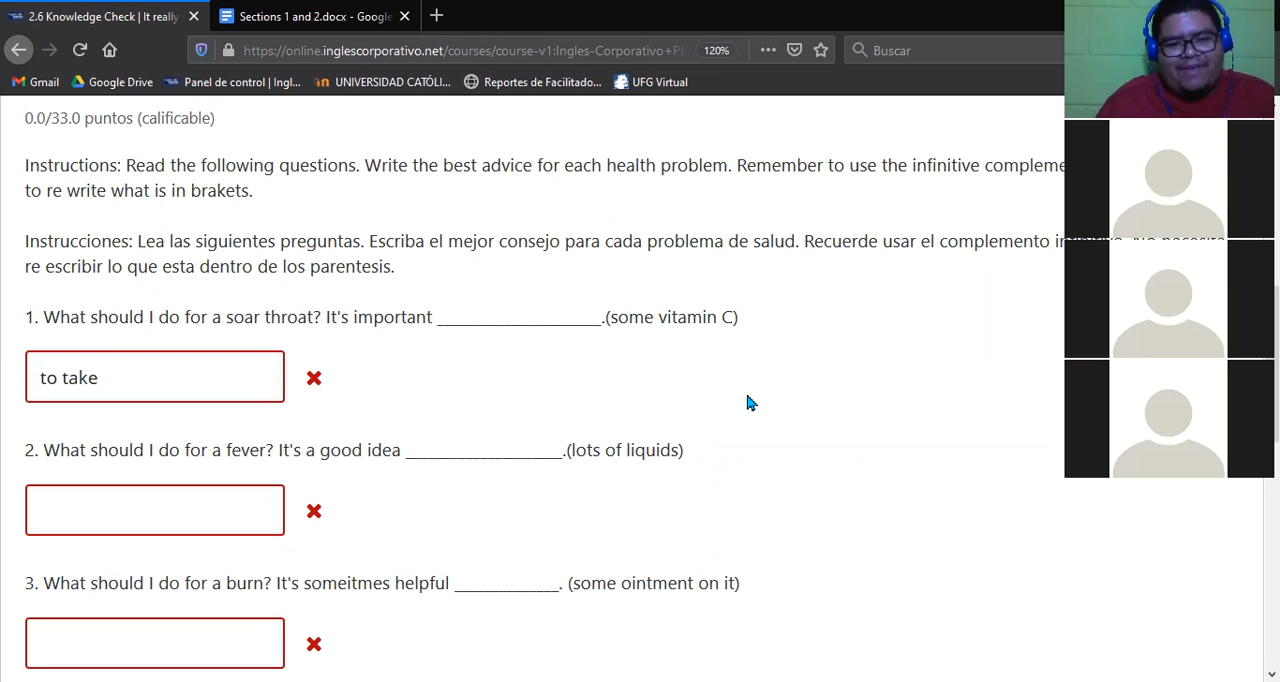 2.6 Knowledge Check | It really
Sections 1 and 2.docx - Google
https://online.inglescorporativo.net/courses/course-v1:Ingles-Corporativo+P
120%
Buscar
Gmail
Google Drive
Panel de control | Ingl...
UNIVERSIDAD CATÓLI...
Reportes de Facilitado...
UFG Virtual
0.0/33.0 puntos (calificable)
Instructions: Read the following questions. Write the best advice for each health problem. Remember to use the infinitive compleme
to re write what is in brakets.
Instrucciones: Lea las siguientes preguntas. Escriba el mejor consejo para cada problema de salud. Recuerde usar el complemento
re escribir lo que esta dentro de los parentesis.
1. What should I do for a soar throat? It's important ____________________.(some vitamin C)
to take
2. What should I do for a fever? It's a good idea ___________________.(lots of liquids)
3. What should I do for a burn? It's someitmes helpful _____________. (some ointment on it)